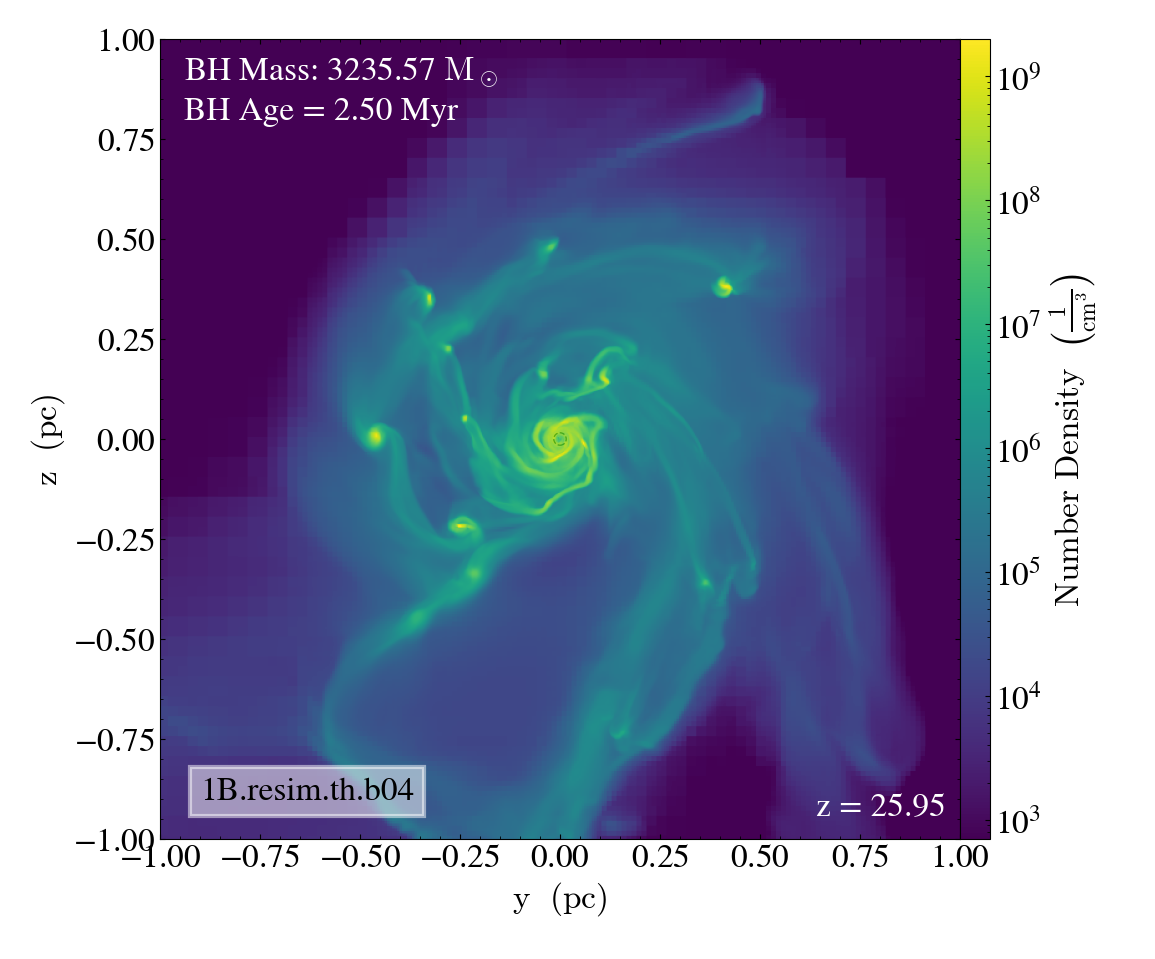 BH Mass: 3235.57 M⊙
BH Age = 2.50 Myr
1B.resim.th.b04
z = 25.95
1.00
0.75
0.50
0.25
0.00
−0.25
−0.50
−0.75
−1.00
z (pc)
−1.00 −0.75 −0.50 −0.25 0.00 0.25 0.50 0.75 1.00
y (pc)
10⁹
10⁸
10⁷
10⁶
10⁵
10⁴
10³
Number Density (1/cm³)